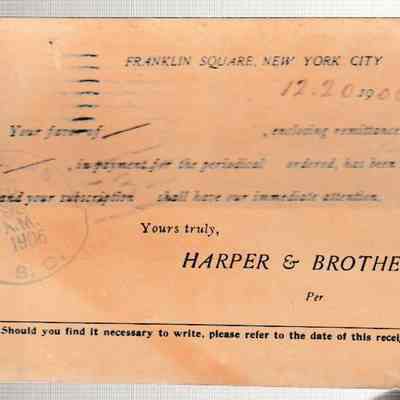 FRANKLIN SQUARE, NEW YORK CITY
12.20 190
Your favor of , enclosing remittance
, in payment for the periodical ordered, has been
and your subscription shall have our immediate attention.
A.M.
1906
Yours truly,
HARPER & BROTHE
Per
Should you find it necessary to write, please refer to the date of this recei